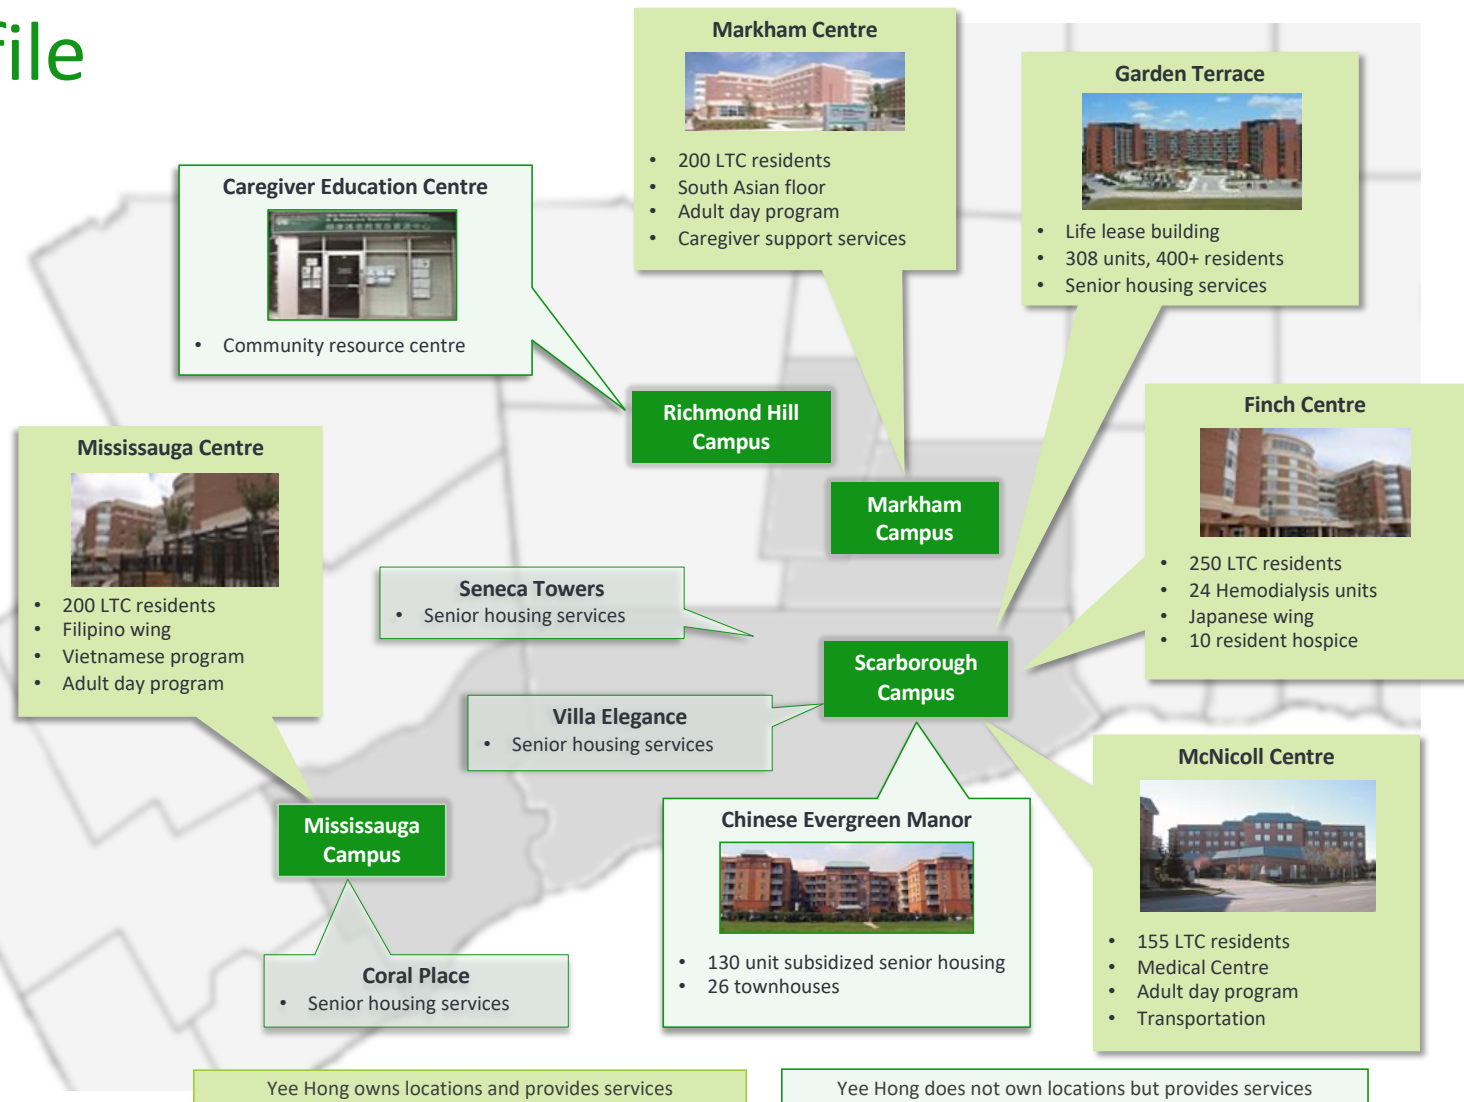 file
Markham Centre
• 200 LTC residents
• South Asian floor
• Adult day program
• Caregiver support services
Garden Terrace
• Life lease building
• 308 units, 400+ residents
• Senior housing services
Caregiver Education Centre
• Community resource centre
Richmond Hill
Campus
Finch Centre
• 250 LTC residents
• 24 Hemodialysis units
• Japanese wing
• 10 resident hospice
Mississauga Centre
• 200 LTC residents
• Filipino wing
• Vietnamese program
• Adult day program
Markham
Campus
Seneca Towers
• Senior housing services
Scarborough
Campus
Villa Elegance
• Senior housing services
McNicoll Centre
• 155 LTC residents
• Medical Centre
• Adult day program
• Transportation
Mississauga
Campus
Chinese Evergreen Manor
• 130 unit subsidized senior housing
• 26 townhouses
Coral Place
• Senior housing services
Yee Hong owns locations and provides services
Yee Hong does not own locations but provides services